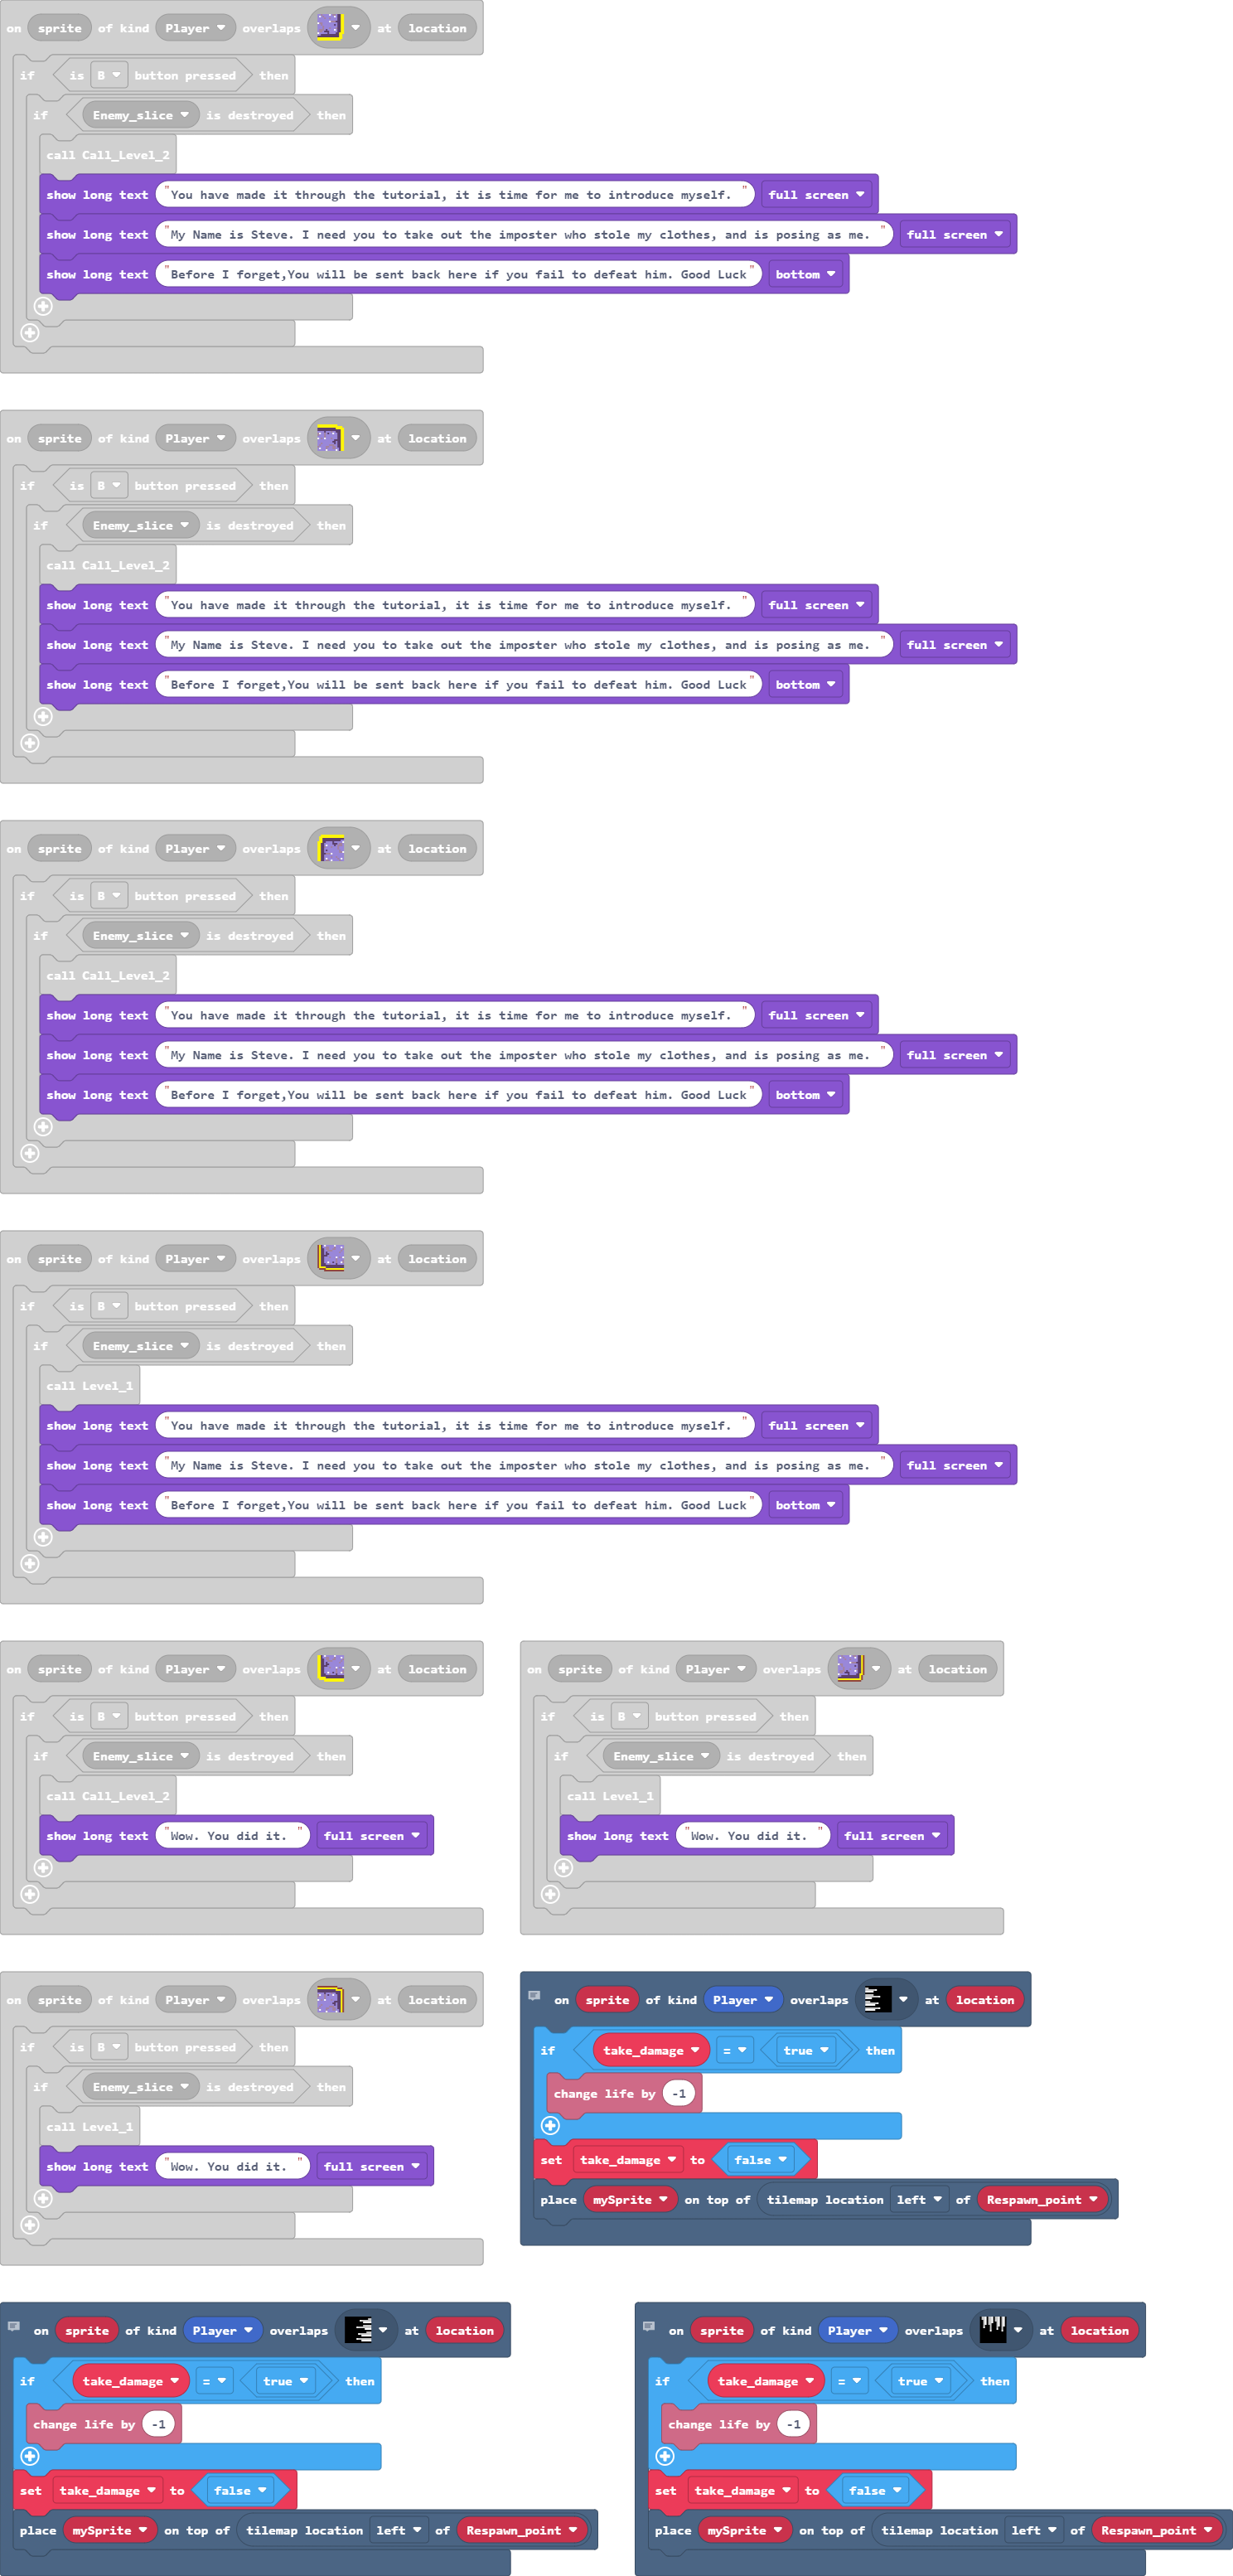 on sprite of kind Player overlaps at location
if is B button pressed then
if Enemy_slice is destroyed then
call Call_Level_2
show long text "You have made it through the tutorial, it is time for me to introduce myself. " full screen
show long text "My Name is Steve. I need you to take out the imposter who stole my clothes, and is posing as me. " full screen
show long text "Before I forget,You will be sent back here if you fail to defeat him. Good Luck" bottom
on sprite of kind Player overlaps at location
if is B button pressed then
if Enemy_slice is destroyed then
call Call_Level_2
show long text "You have made it through the tutorial, it is time for me to introduce myself. " full screen
show long text "My Name is Steve. I need you to take out the imposter who stole my clothes, and is posing as me. " full screen
show long text "Before I forget,You will be sent back here if you fail to defeat him. Good Luck" bottom
on sprite of kind Player overlaps at location
if is B button pressed then
if Enemy_slice is destroyed then
call Call_Level_2
show long text "You have made it through the tutorial, it is time for me to introduce myself. " full screen
show long text "My Name is Steve. I need you to take out the imposter who stole my clothes, and is posing as me. " full screen
show long text "Before I forget,You will be sent back here if you fail to defeat him. Good Luck" bottom
on sprite of kind Player overlaps at location
if is B button pressed then
if Enemy_slice is destroyed then
call Level_1
show long text "You have made it through the tutorial, it is time for me to introduce myself. " full screen
show long text "My Name is Steve. I need you to take out the imposter who stole my clothes, and is posing as me. " full screen
show long text "Before I forget,You will be sent back here if you fail to defeat him. Good Luck" bottom
on sprite of kind Player overlaps at location
if is B button pressed then
if Enemy_slice is destroyed then
call Call_Level_2
show long text "Wow. You did it. " full screen
on sprite of kind Player overlaps at location
if is B button pressed then
if Enemy_slice is destroyed then
call Level_1
show long text "Wow. You did it. " full screen
on sprite of kind Player overlaps at location
if is B button pressed then
if Enemy_slice is destroyed then
call Level_1
show long text "Wow. You did it. " full screen
on sprite of kind Player overlaps at location
if take_damage = true then
change life by -1
set take_damage to false
place mySprite on top of tilemap location left of Respawn_point
on sprite of kind Player overlaps at location
if take_damage = true then
change life by -1
set take_damage to false
place mySprite on top of tilemap location left of Respawn_point
on sprite of kind Player overlaps at location
if take_damage = true then
change life by -1
set take_damage to false
place mySprite on top of tilemap location left of Respawn_point